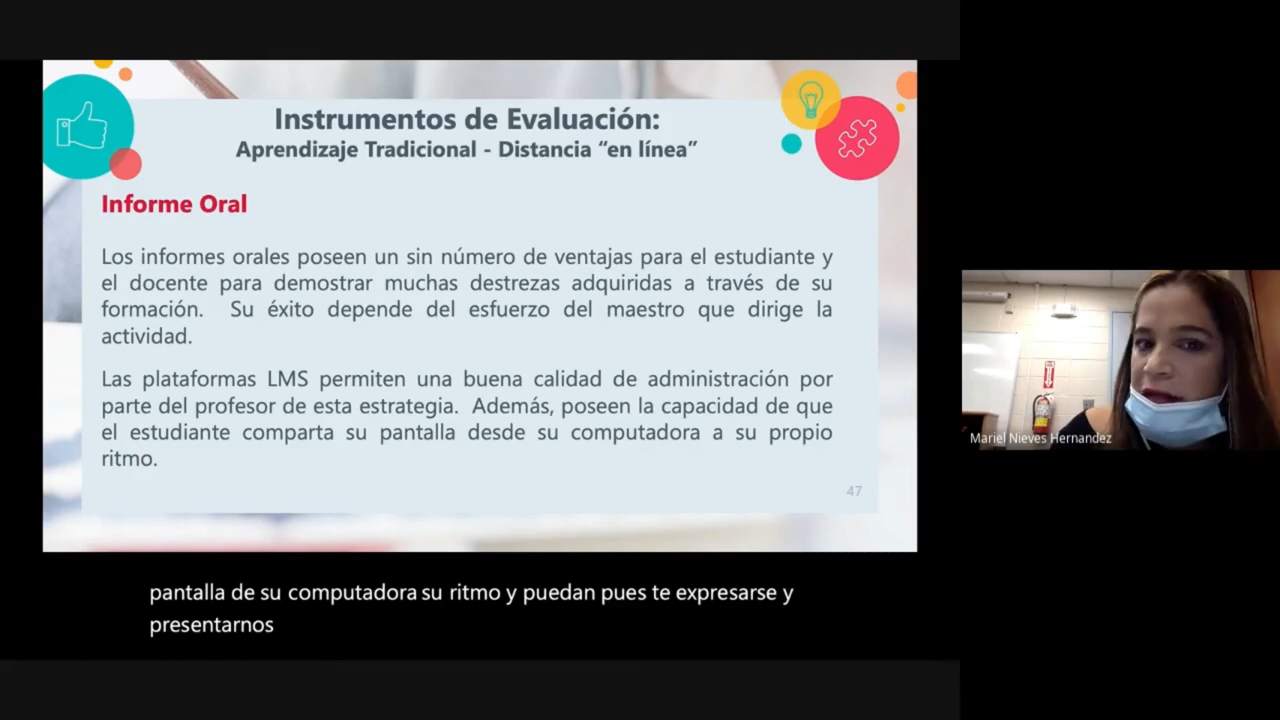 Instrumentos de Evaluación:
Aprendizaje Tradicional - Distancia “en línea”
Informe Oral
Los informes orales poseen un sin número de ventajas para el estudiante y
el docente para demostrar muchas destrezas adquiridas a través de su
formación. Su éxito depende del esfuerzo del maestro que dirige la
actividad.
Las plataformas LMS permiten una buena calidad de administración por
parte del profesor de esta estrategia. Además, poseen la capacidad de que
el estudiante comparta su pantalla desde su computadora a su propio
ritmo.
47
Mariel Nieves Hernandez
pantalla de su computadora su ritmo y puedan pues te expresarse y
presentarnos